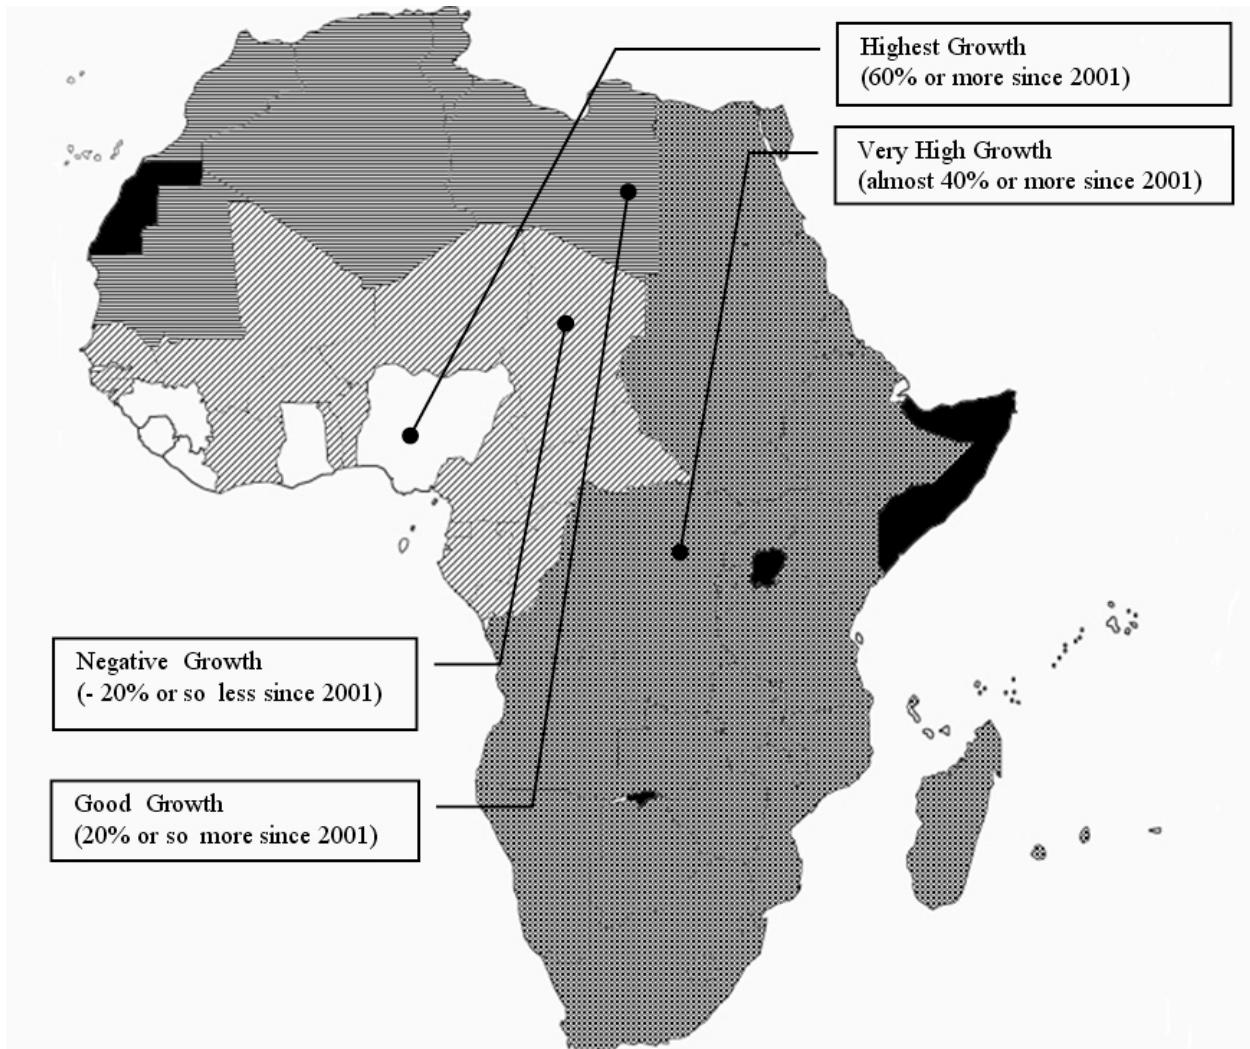 Highest Growth
(60% or more since 2001)
Very High Growth
(almost 40% or more since 2001)
Negative Growth
(- 20% or so less since 2001)
Good Growth
(20% or so more since 2001)